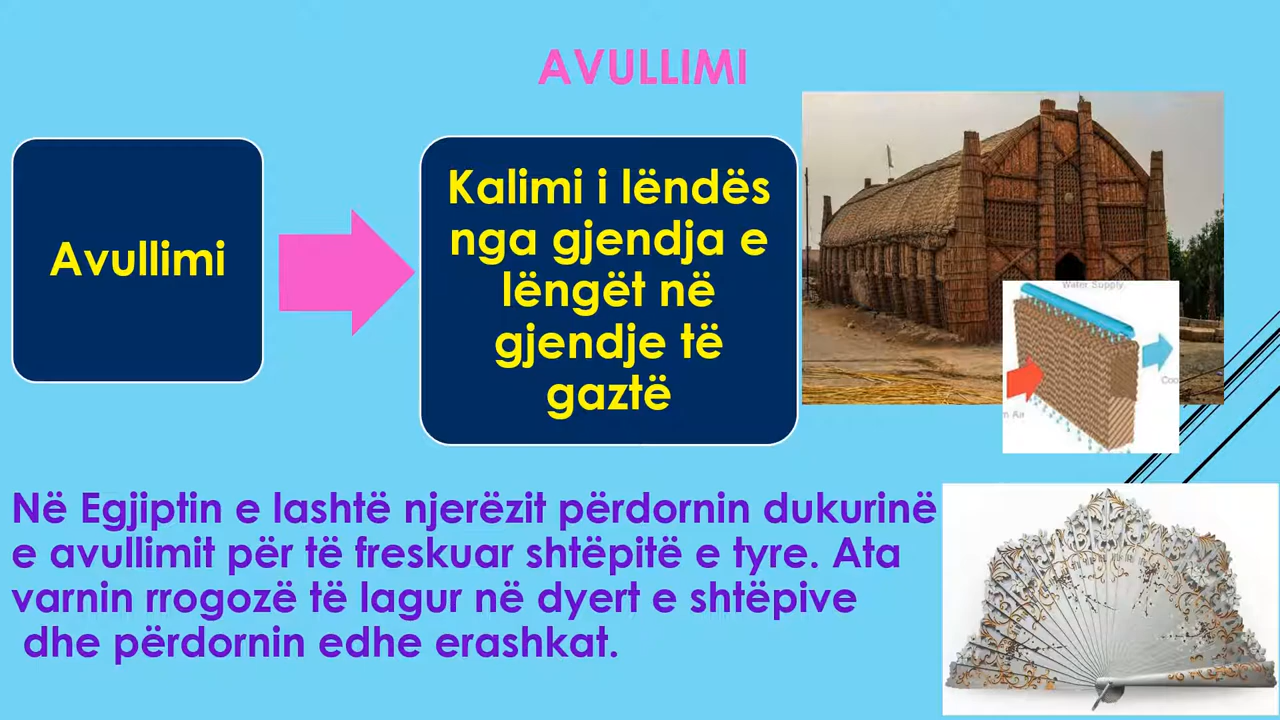 AVULLIMI
Avullimi
Kalimi i lëndës
nga gjendja e
lëngët në
gjendje të
gaztë
Water Supply
Në Egjiptin e lashtë njerëzit përdornin dukurinë
e avullimit për të freskuar shtëpitë e tyre. Ata
varnin rrogozë të lagur në dyert e shtëpive
dhe përdornin edhe erashkat.